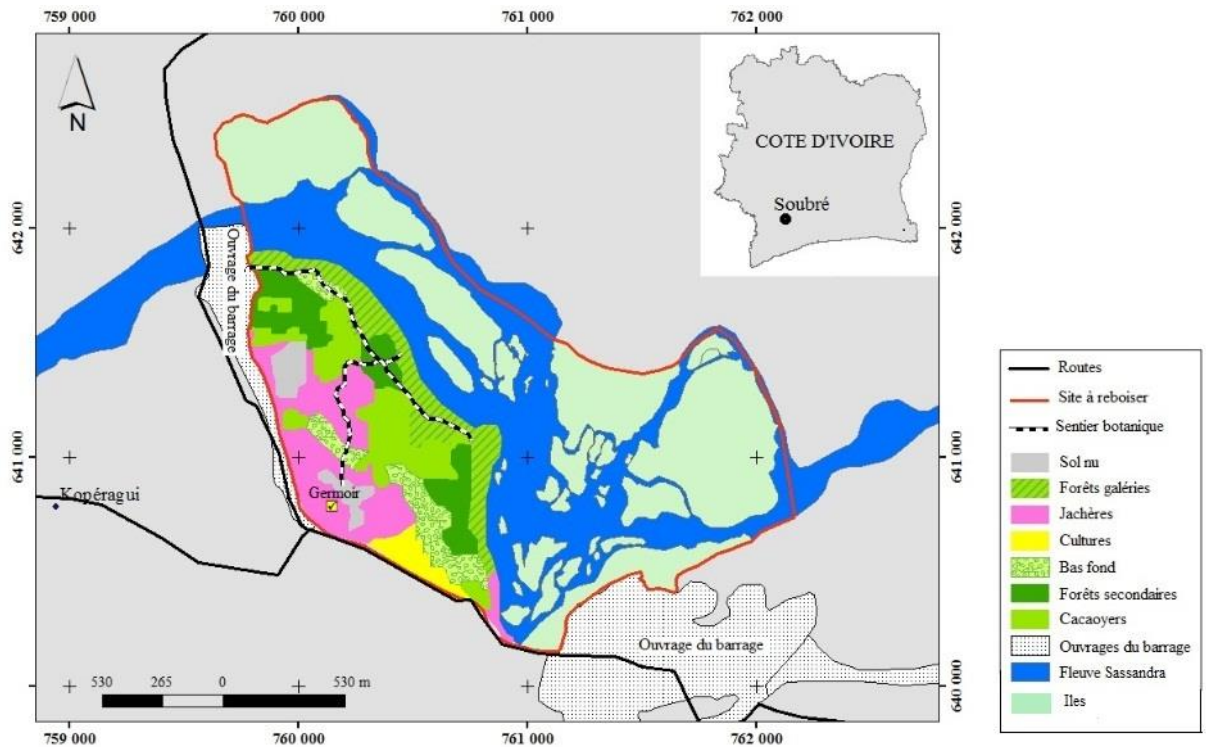 759 000
760 000
761 000
762 000
N
COTE D'IVOIRE
Soubré
642 000
642 000
Ouvrage du barrage
641 000
641 000
Kopéragui
Germoir
Ouvrage du barrage
530
265
0
530 m
640 000
759 000
760 000
761 000
762 000
Routes
Site à reboiser
Sentier botanique
Sol nu
Forêts galéries
Jachères
Cultures
Bas fond
Forêts secondaires
Cacaoyers
Ouvrages du barrage
Fleuve Sassandra
Iles